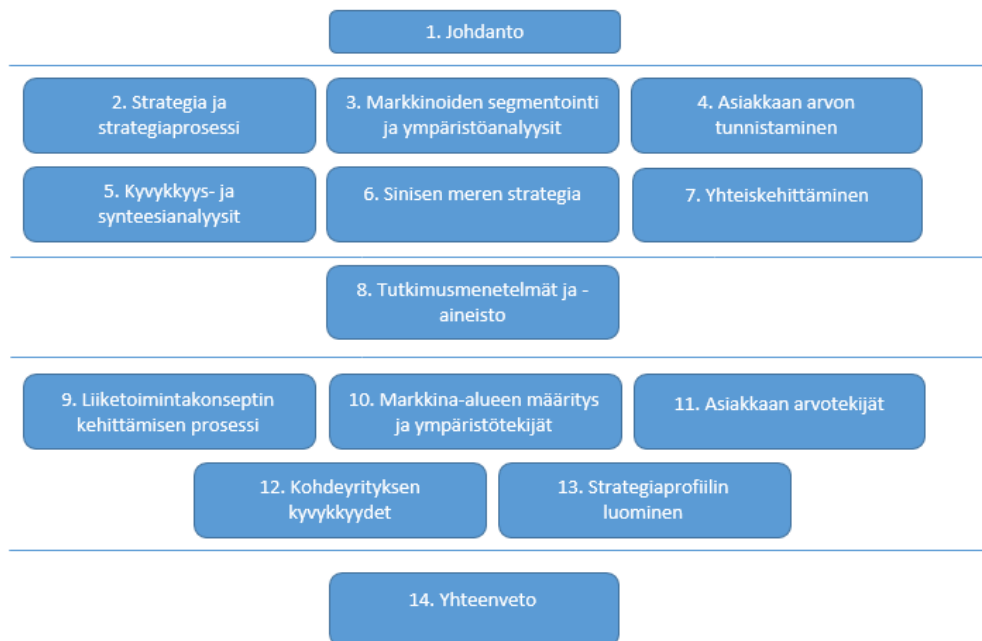 1. Johdanto
2. Strategia ja
strategiaprosessi
3. Markkinoiden segmentointi
ja ympäristöanalyysit
4. Asiakkaan arvon
tunnistaminen
5. Kyvykkyys- ja
synteesianalyysit
6. Sinisen meren strategia
7. Yhteiskehittäminen
8. Tutkimusmenetelmät ja -
aineisto
9. Liiketoimintakonseptin
kehittämisen prosessi
10. Markkina-alueen määritys
ja ympäristötekijät
11. Asiakkaan arvotekijät
12. Kohdeyrityksen
kyvykkyydet
13. Strategiaprofiilin
luominen
14. Yhteenveto